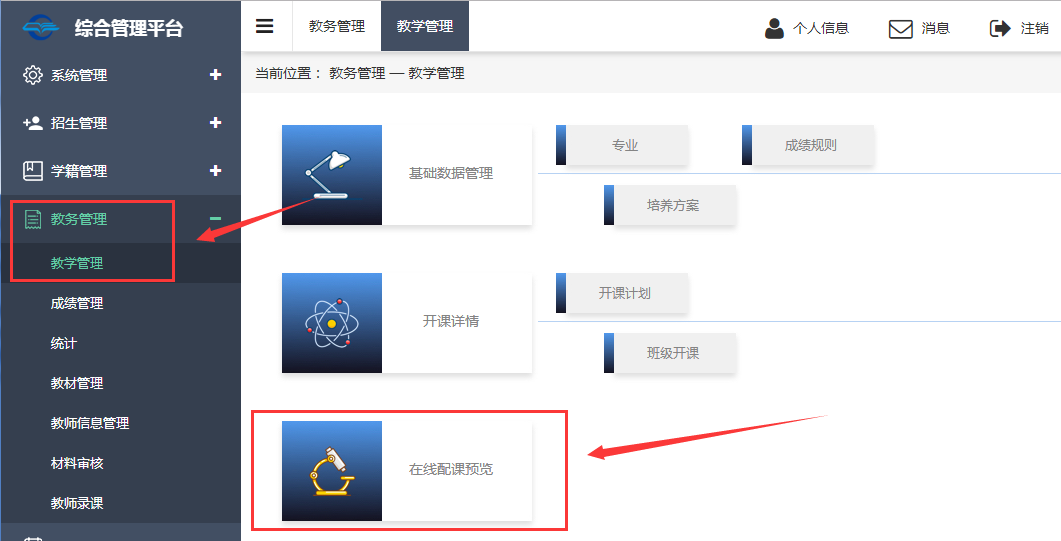 综合管理平台
教务管理
教学管理
个人信息
消息
注销
当前位置： 教务管理 — 教学管理
系统管理
招生管理
学籍管理
教务管理
教学管理
成绩管理
统计
教材管理
教师信息管理
材料审核
教师录课
基础数据管理
专业
成绩规则
培养方案
开课详情
开课计划
班级开课
在线配课预览